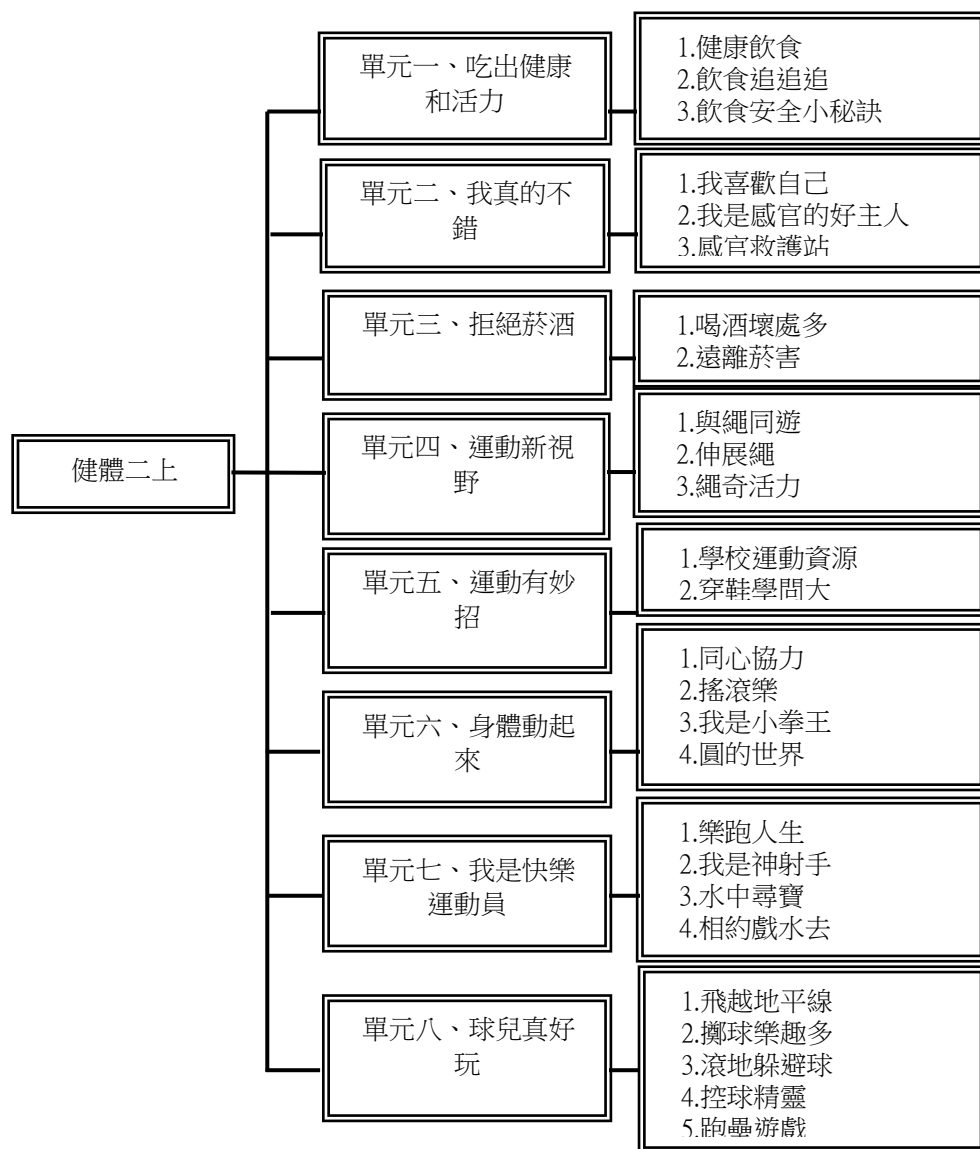 單元一、吃出健康
和活力
1.健康飲食
2.飲食追追追
3.飲食安全小秘訣
單元二、我真的不
錯
1.我喜歡自己
2.我是感官的好主人
3.感官救護站
單元三、拒絕菸酒
1.喝酒壞處多
2.遠離菸害
健體二上
單元四、運動新視
野
1.與繩同遊
2.伸展繩
3.繩奇活力
單元五、運動有妙
招
1.學校運動資源
2.穿鞋學問大
單元六、身體動起
來
1.同心協力
2.搖滾樂
3.我是小拳王
4.圓的世界
單元七、我是快樂
運動員
1.樂跑人生
2.我是神射手
3.水中尋寶
4.相約戲水去
單元八、球兒真好
玩
1.飛越地平線
2.擲球樂趣多
3.滾地躲避球
4.控球精靈
5.跑壘遊戲